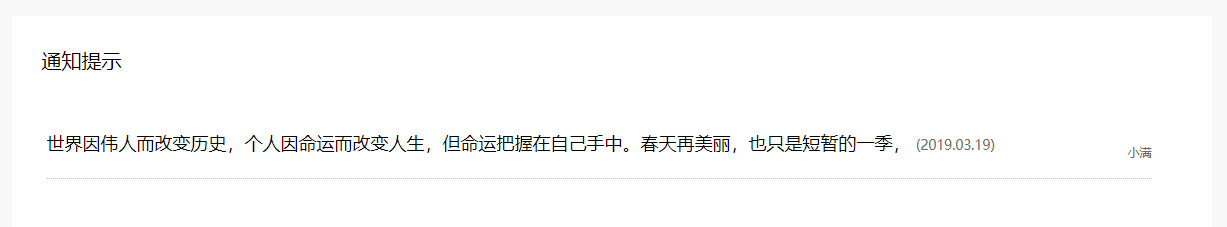 通知提示
世界因伟人而改变历史，个人因命运而改变人生，但命运把握在自己手中。春天再美丽，也只是短暂的一季， (2019.03.19)
小满